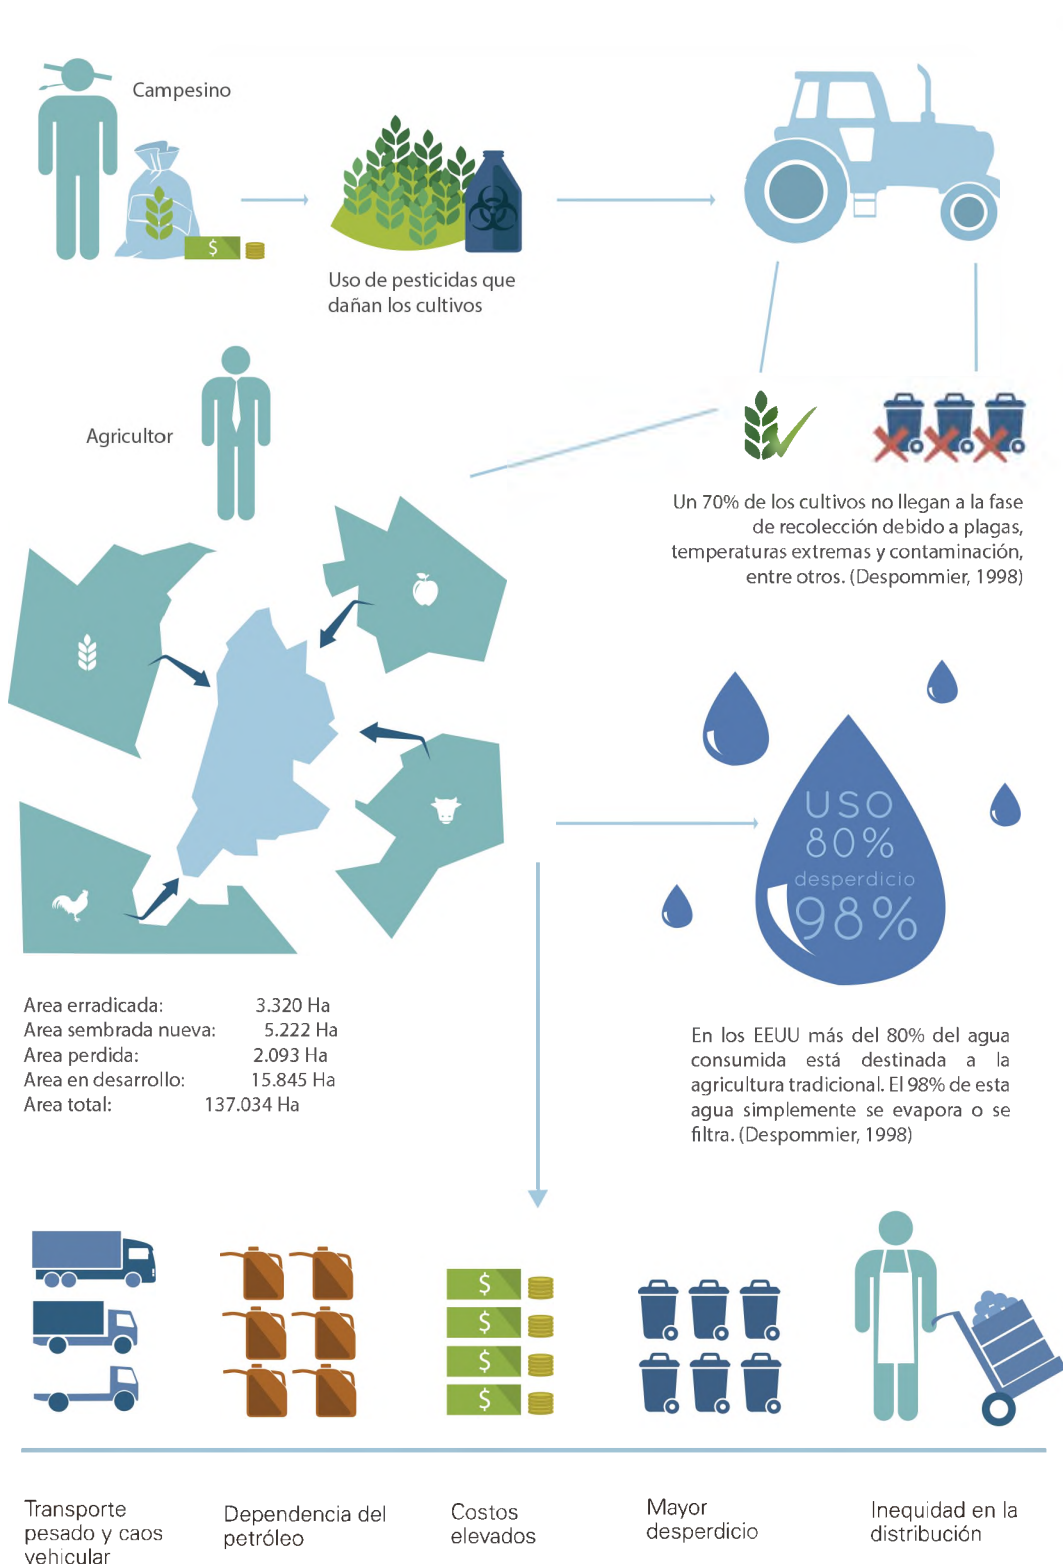 Campesino
$
Uso de pesticidas que
dañan los cultivos
Agricultor
Un 70% de los cultivos no llegan a la fase
de recolección debido a plagas,
temperaturas extremas y contaminación,
entre otros. (Despommier, 1998)
USO
80%
desperdicio
98%
Area erradicada: 3.320 Ha
Area sembrada nueva: 5.222 Ha
Area perdida: 2.093 Ha
Area en desarrollo: 15.845 Ha
Area total: 137.034 Ha
En los EEUU más del 80% del agua
consumida está destinada a la
agricultura tradicional. El 98% de esta
agua simplemente se evapora o se
filtra. (Despommier, 1998)
$
$
$
$
Transporte
pesado y caos
vehicular
Dependencia del
petróleo
Costos
elevados
Mayor
desperdicio
Inequidad en la
distribución